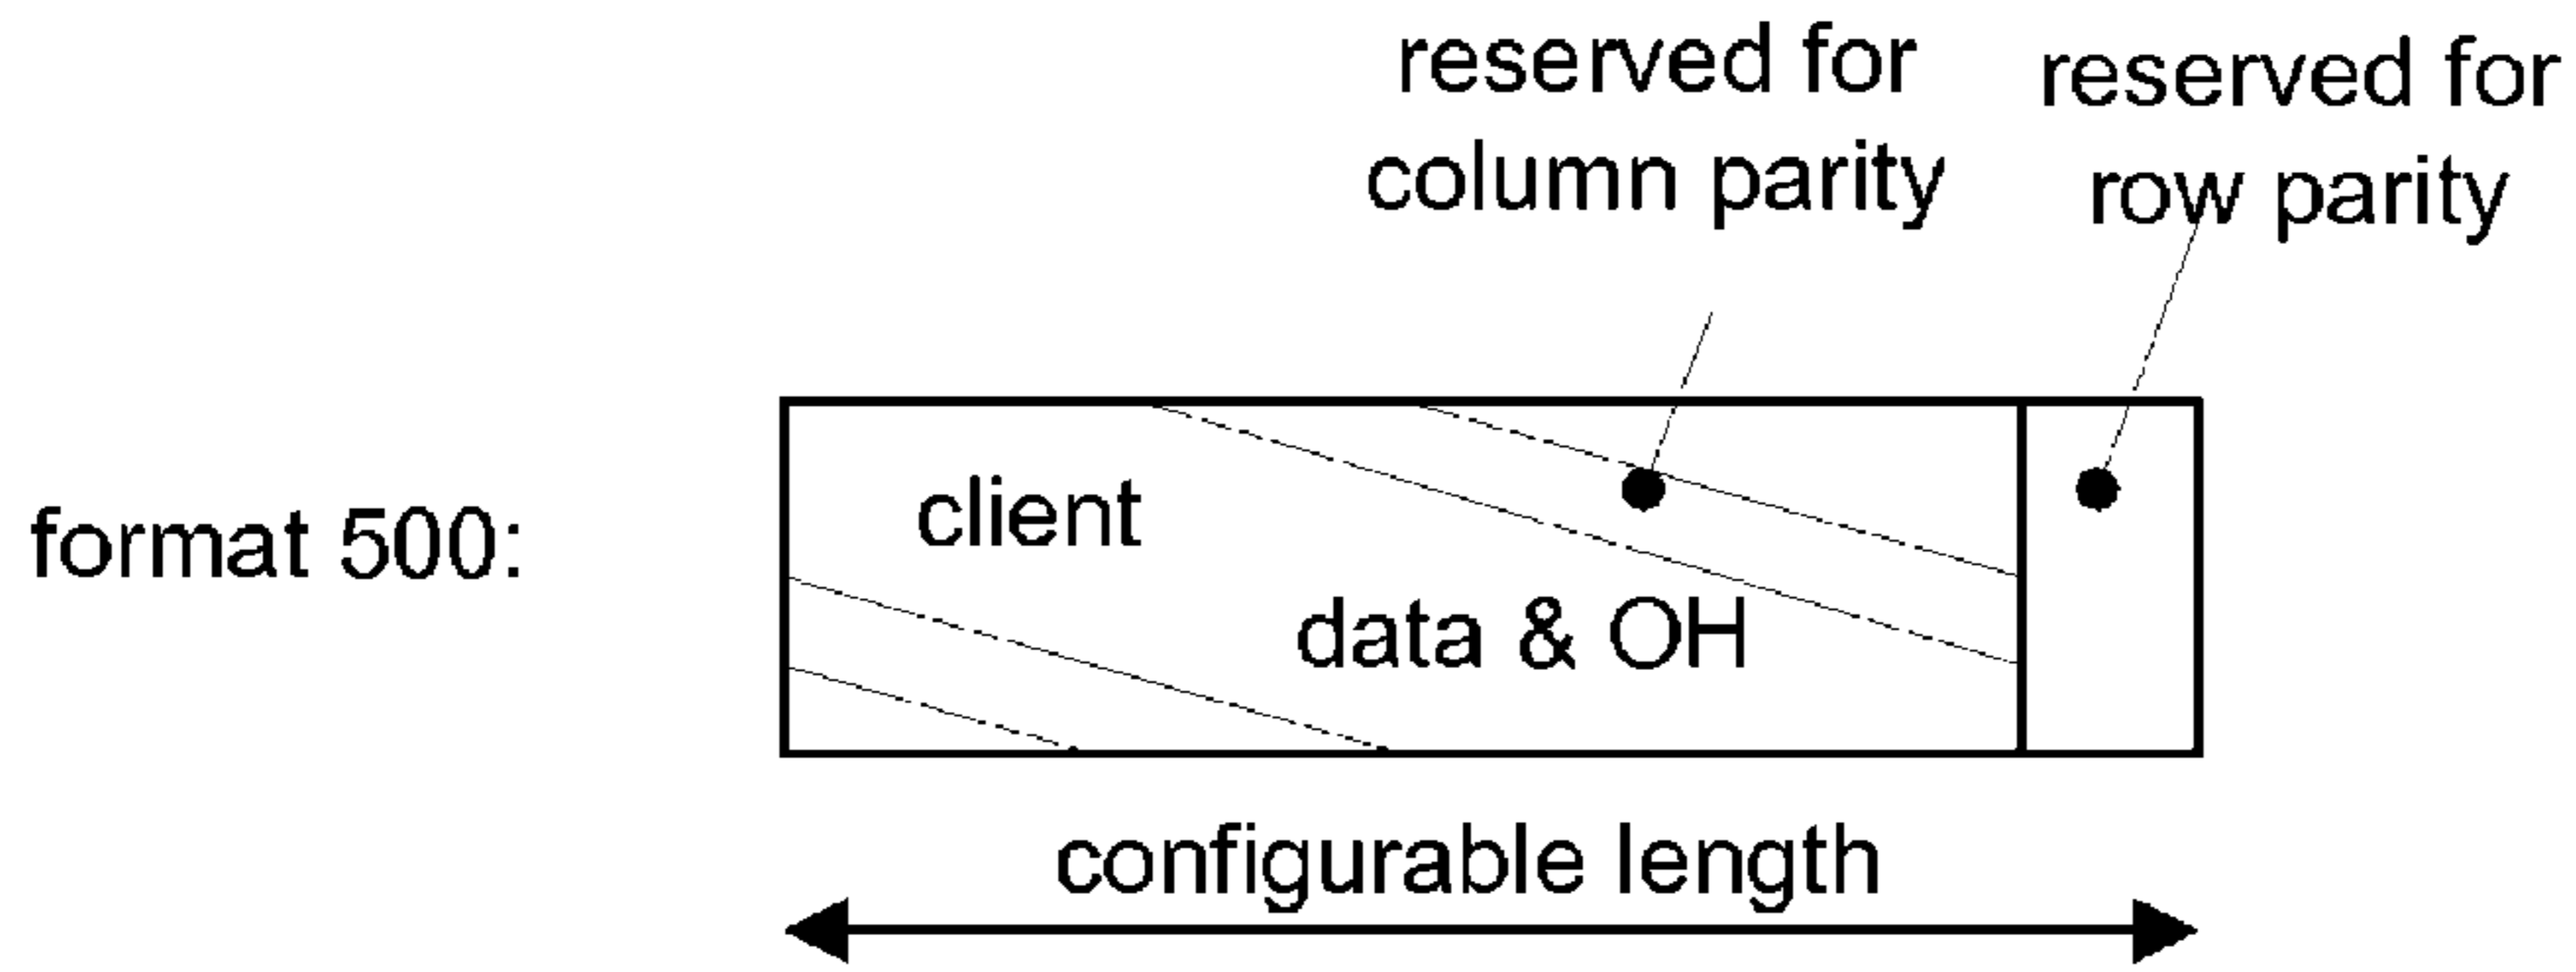 reserved for
column parity
reserved for
row parity
format 500:
client
data & OH
configurable length